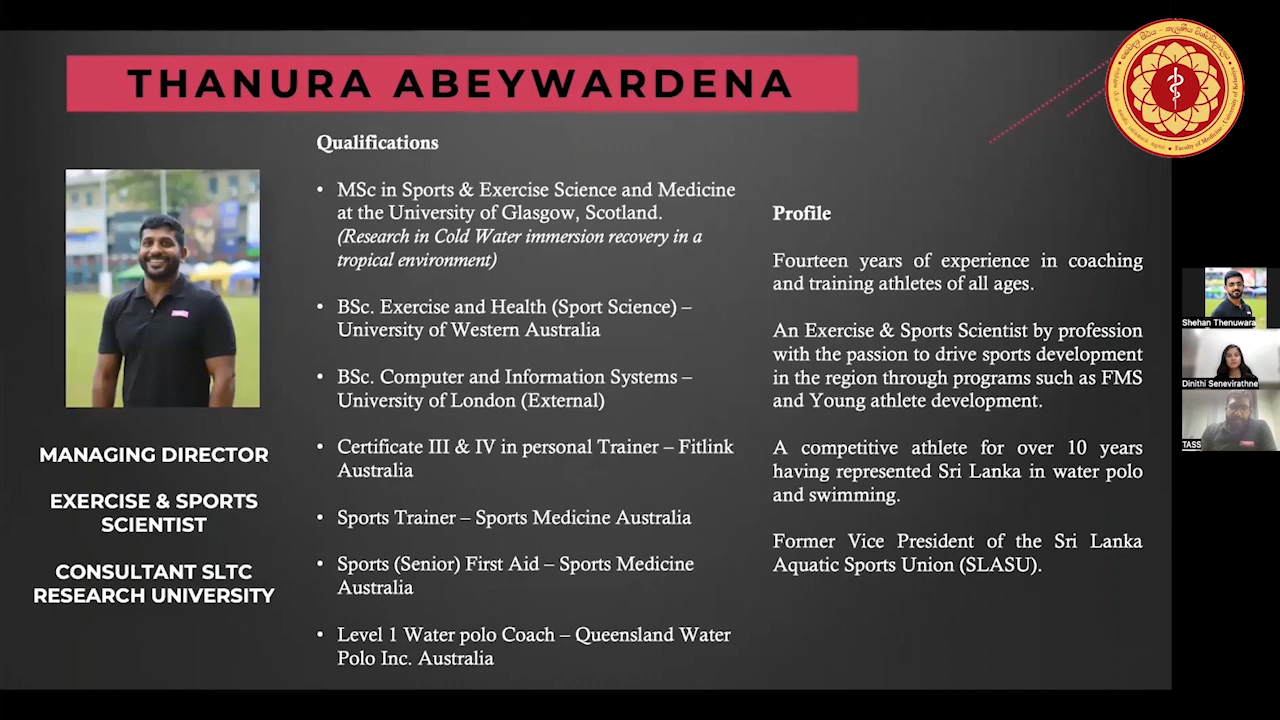 THANURA ABEYWARDENA
MANAGING DIRECTOR
EXERCISE & SPORTS
SCIENTIST
CONSULTANT SLTC
RESEARCH UNIVERSITY
Qualifications
• MSc in Sports & Exercise Science and Medicine
at the University of Glasgow, Scotland.
(Research in Cold Water immersion recovery in a
tropical environment)
• BSc. Exercise and Health (Sport Science) –
University of Western Australia
• BSc. Computer and Information Systems –
University of London (External)
• Certificate III & IV in personal Trainer – Fitlink
Australia
• Sports Trainer – Sports Medicine Australia
• Sports (Senior) First Aid – Sports Medicine
Australia
• Level 1 Water polo Coach – Queensland Water
Polo Inc. Australia
Profile
Fourteen years of experience in coaching
and training athletes of all ages.
An Exercise & Sports Scientist by profession
with the passion to drive sports development
in the region through programs such as FMS
and Young athlete development.
A competitive athlete for over 10 years
having represented Sri Lanka in water polo
and swimming.
Former Vice President of the Sri Lanka
Aquatic Sports Union (SLASU).
Faculty of Medicine - University of Kelaniya
Shehan Thenuwara
Dinithi Senevirathne
TASS